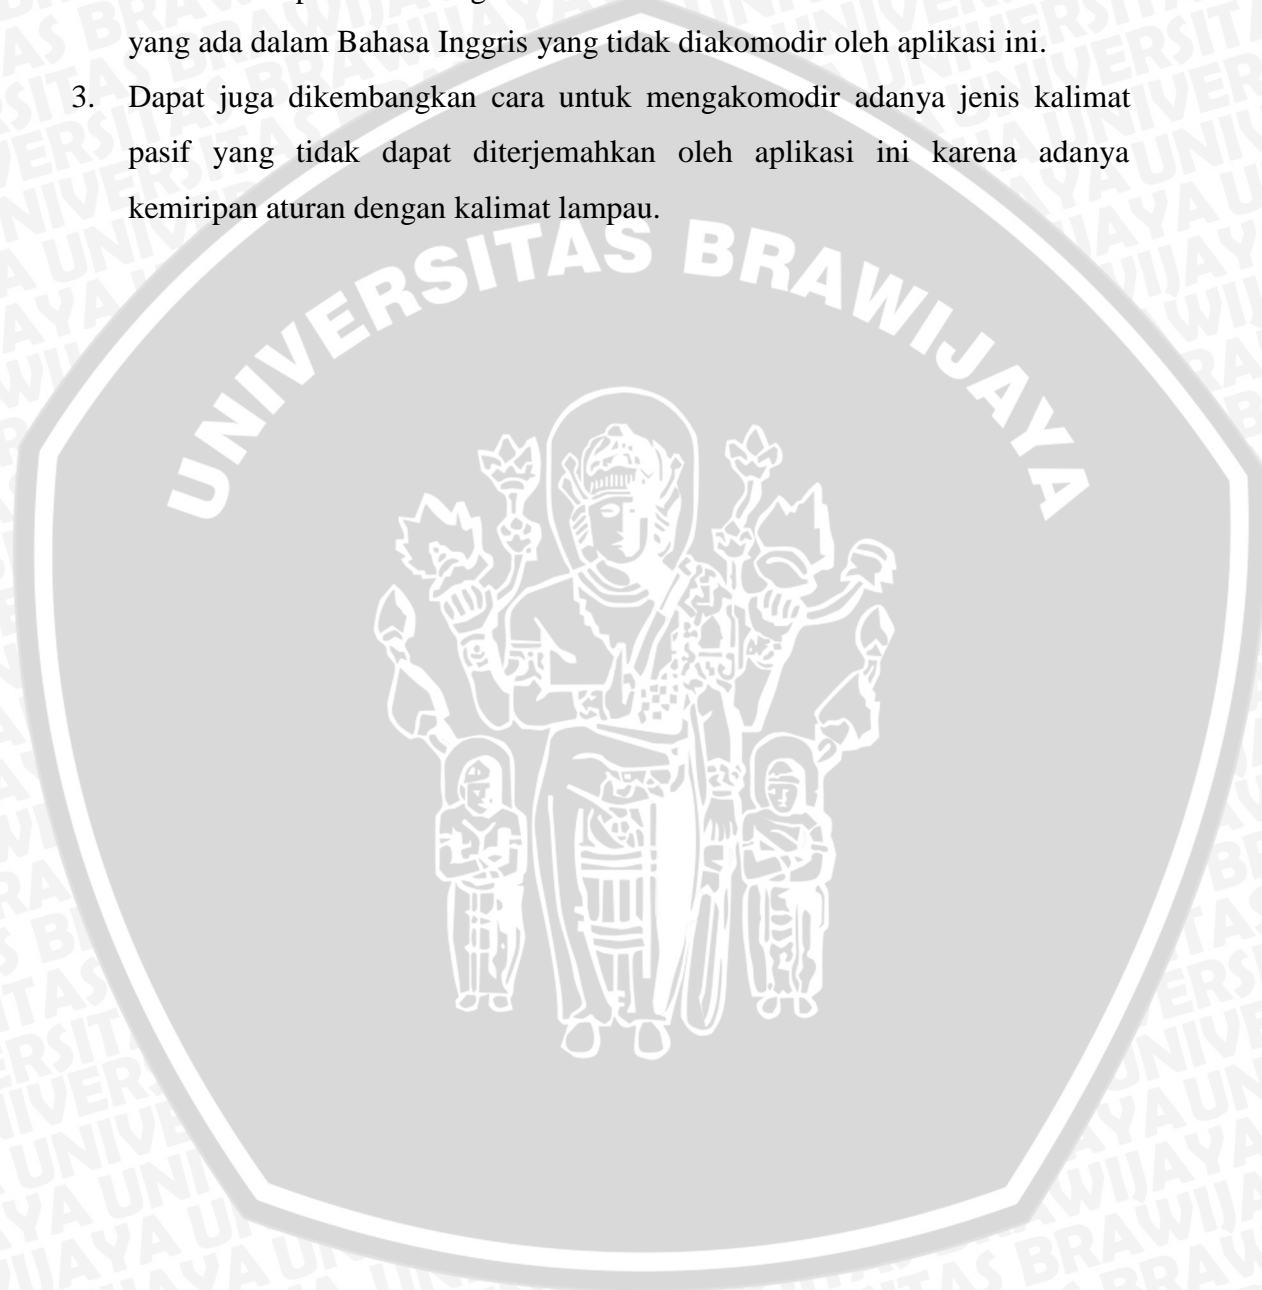 yang ada dalam Bahasa Inggris yang tidak diakomodir oleh aplikasi ini.
3. Dapat juga dikembangkan cara untuk mengakomodir adanya jenis kalimat
pasif yang tidak dapat diterjemahkan oleh aplikasi ini karena adanya
kemiripan aturan dengan kalimat lampau.
UNIVERSITAS BRAWIJAYA